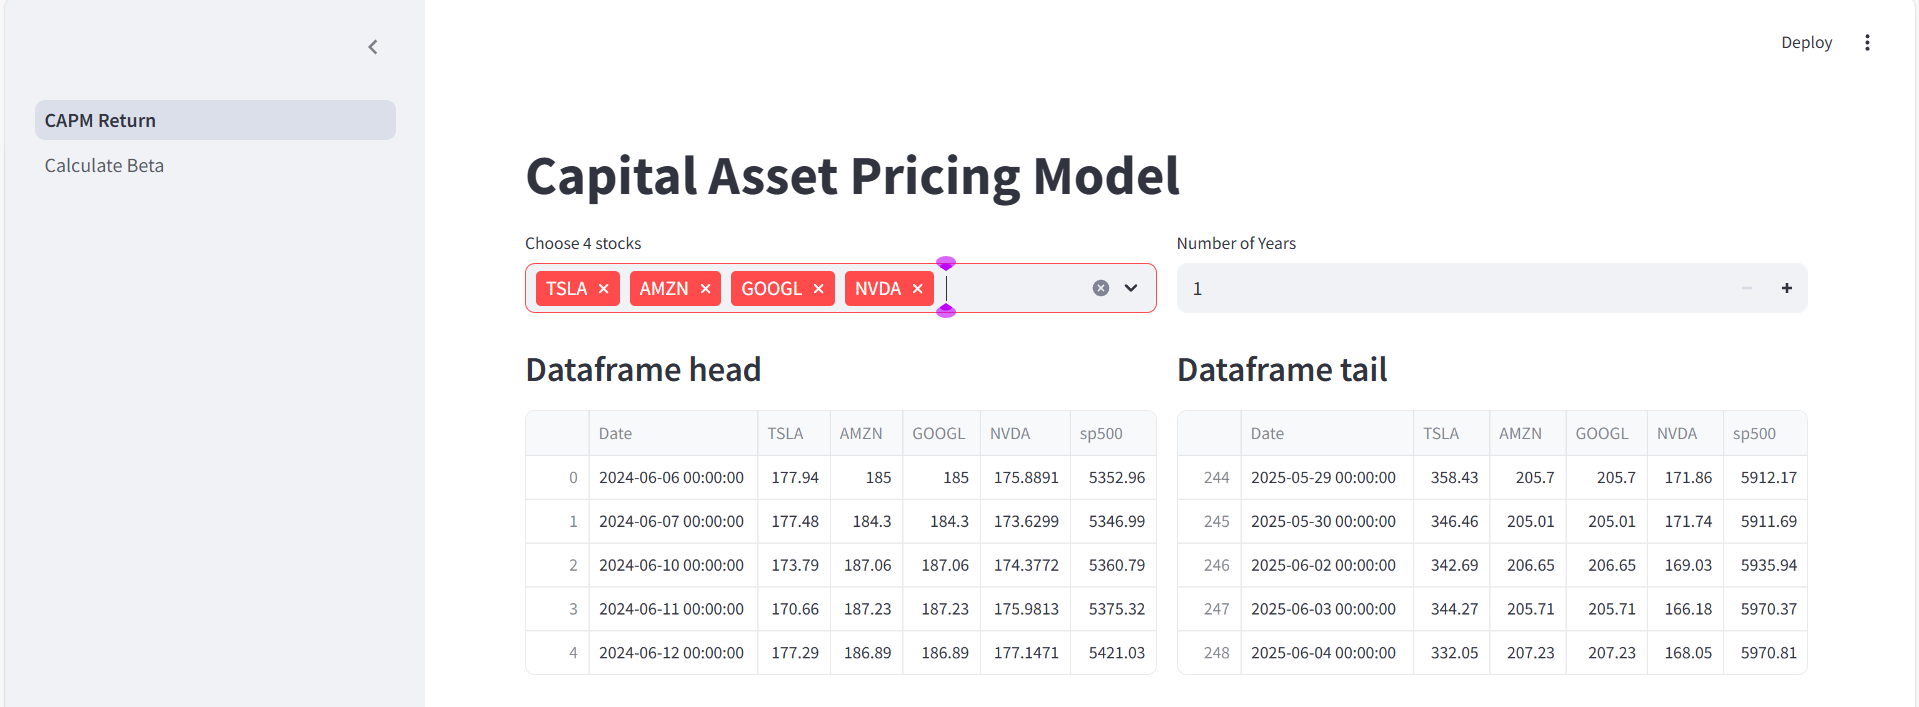 Deploy
CAPM Return
Calculate Beta
Capital Asset Pricing Model
Choose 4 stocks
Number of Years
TSLA AMZN GOOGL NVDA
1
Dataframe head
Dataframe tail
Date TSLA AMZN GOOGL NVDA sp500
0 2024-06-06 00:00:00 177.94 185 185 175.8891 5352.96
1 2024-06-07 00:00:00 177.48 184.3 184.3 173.6299 5346.99
2 2024-06-10 00:00:00 173.79 187.06 187.06 174.3772 5360.79
3 2024-06-11 00:00:00 170.66 187.23 187.23 175.9813 5375.32
4 2024-06-12 00:00:00 177.29 186.89 186.89 177.1471 5421.03
Date TSLA AMZN GOOGL NVDA sp500
244 2025-05-29 00:00:00 358.43 205.7 205.7 171.86 5912.17
245 2025-05-30 00:00:00 346.46 205.01 205.01 171.74 5911.69
246 2025-06-02 00:00:00 342.69 206.65 206.65 169.03 5935.94
247 2025-06-03 00:00:00 344.27 205.71 205.71 166.18 5970.37
248 2025-06-04 00:00:00 332.05 207.23 207.23 168.05 5970.81